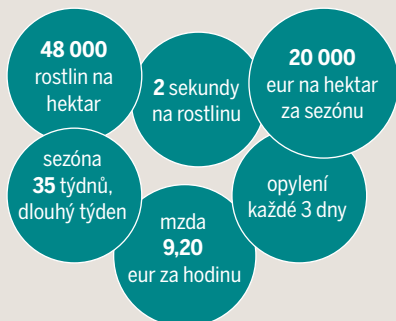 48 000
rostlin na
hektar
2 sekundy
na rostlinu
20 000
eur na hektar
za sezónu
sezóna
35 týdnů,
dlouhý týden
mzda
9,20
eur za hodinu
opylení
každé 3 dny